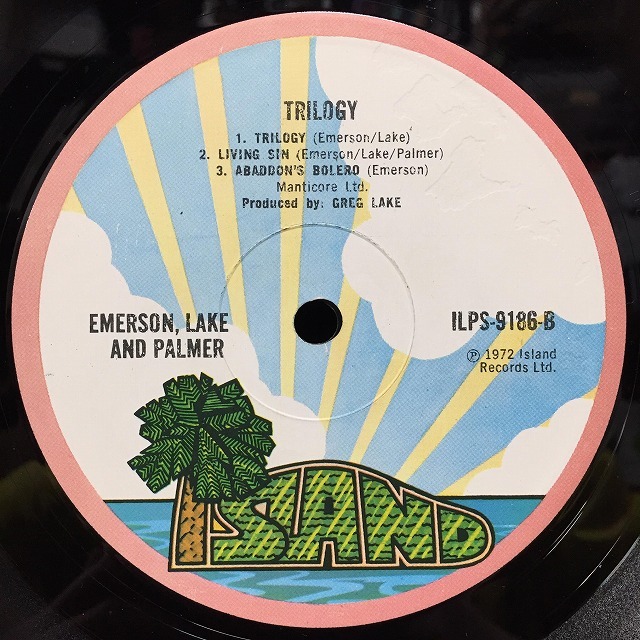 TRILOGY
1. TRILOGY (Emerson/Lake)
2. LIVING SIN (Emerson/Lake/Palmer)
3. ABADDON'S BOLERO (Emerson)
Manticore Ltd.
Produced by: GREG LAKE
EMERSON, LAKE
AND PALMER
ILPS-9186-B
℗ 1972 Island
Records Ltd.
ISLAND